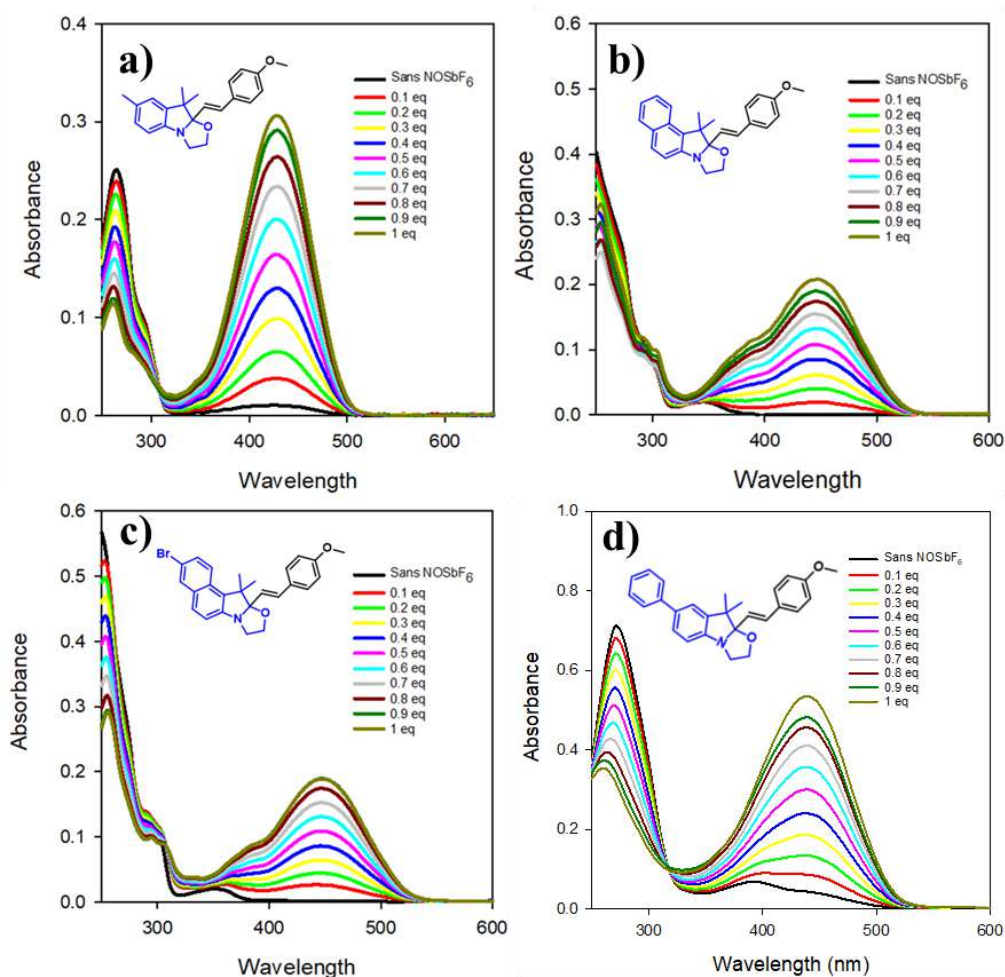 a)
0.4
0.3
0.2
0.1
0.0
Absorbance
300 400 500 600
Wavelength
N
O
O
Sans NOSbF6
0.1 eq
0.2 eq
0.3 eq
0.4 eq
0.5 eq
0.6 eq
0.7 eq
0.8 eq
0.9 eq
1 eq
b)
0.6
0.5
0.4
0.3
0.2
0.1
0.0
Absorbance
300 400 500 600
Wavelength
O
O
N
Sans NOSbF6
0.1 eq
0.2 eq
0.3 eq
0.4 eq
0.5 eq
0.6 eq
0.7 eq
0.8 eq
0.9 eq
1 eq
c)
0.6
0.5
0.4
0.3
0.2
0.1
0.0
Absorbance
300 400 500 600
Wavelength
Br
O
O
N
Sans NOSbF6
0.1 eq
0.2 eq
0.3 eq
0.4 eq
0.5 eq
0.6 eq
0.7 eq
0.8 eq
0.9 eq
1 eq
d)
1.0
0.8
0.6
0.4
0.2
0.0
Absorbance
300 400 500 600
Wavelength (nm)
O
O
N
Sans NOSbF6
0.1 eq
0.2 eq
0.3 eq
0.4 eq
0.5 eq
0.6 eq
0.7 eq
0.8 eq
0.9 eq
1 eq